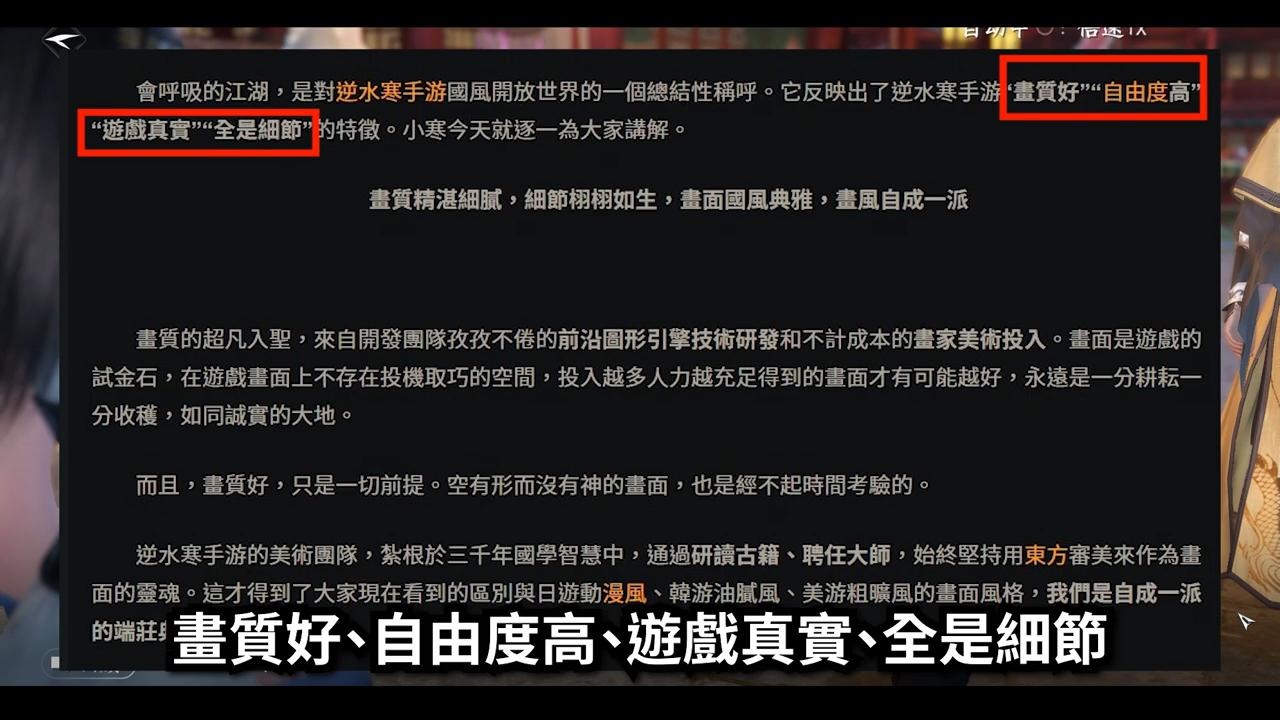 自動中 倍速1x
會呼吸的江湖，是對逆水寒手游國風開放世界的一個總結性稱呼。它反映出了逆水寒手游“畫質好”“自由度高”
“遊戲真實”“全是細節”的特徵。小寒今天就逐一為大家講解。
畫質精湛細膩，細節栩栩如生，畫面國風典雅，畫風自成一派
畫質的超凡入聖，來自開發團隊孜孜不倦的前沿圖形引擎技術研發和不計成本的畫家美術投入。畫面是遊戲的
試金石，在遊戲畫面上不存在投機取巧的空間，投入越多人力越充足得到的畫面才有可能越好，永遠是一分耕耘一
分收穫，如同誠實的大地。
而且，畫質好，只是一切前提。空有形而沒有神的畫面，也是經不起時間考驗的。
逆水寒手游的美術團隊，紮根於三千年國學智慧中，通過研讀古籍、聘任大師，始終堅持用東方審美來作為畫
面的靈魂。這才得到了大家現在看到的區別與日遊動漫風、韓游油膩風、美游粗曠風的畫面風格，我們是自成一派
的端莊
畫質好、自由度高、遊戲真實、全是細節